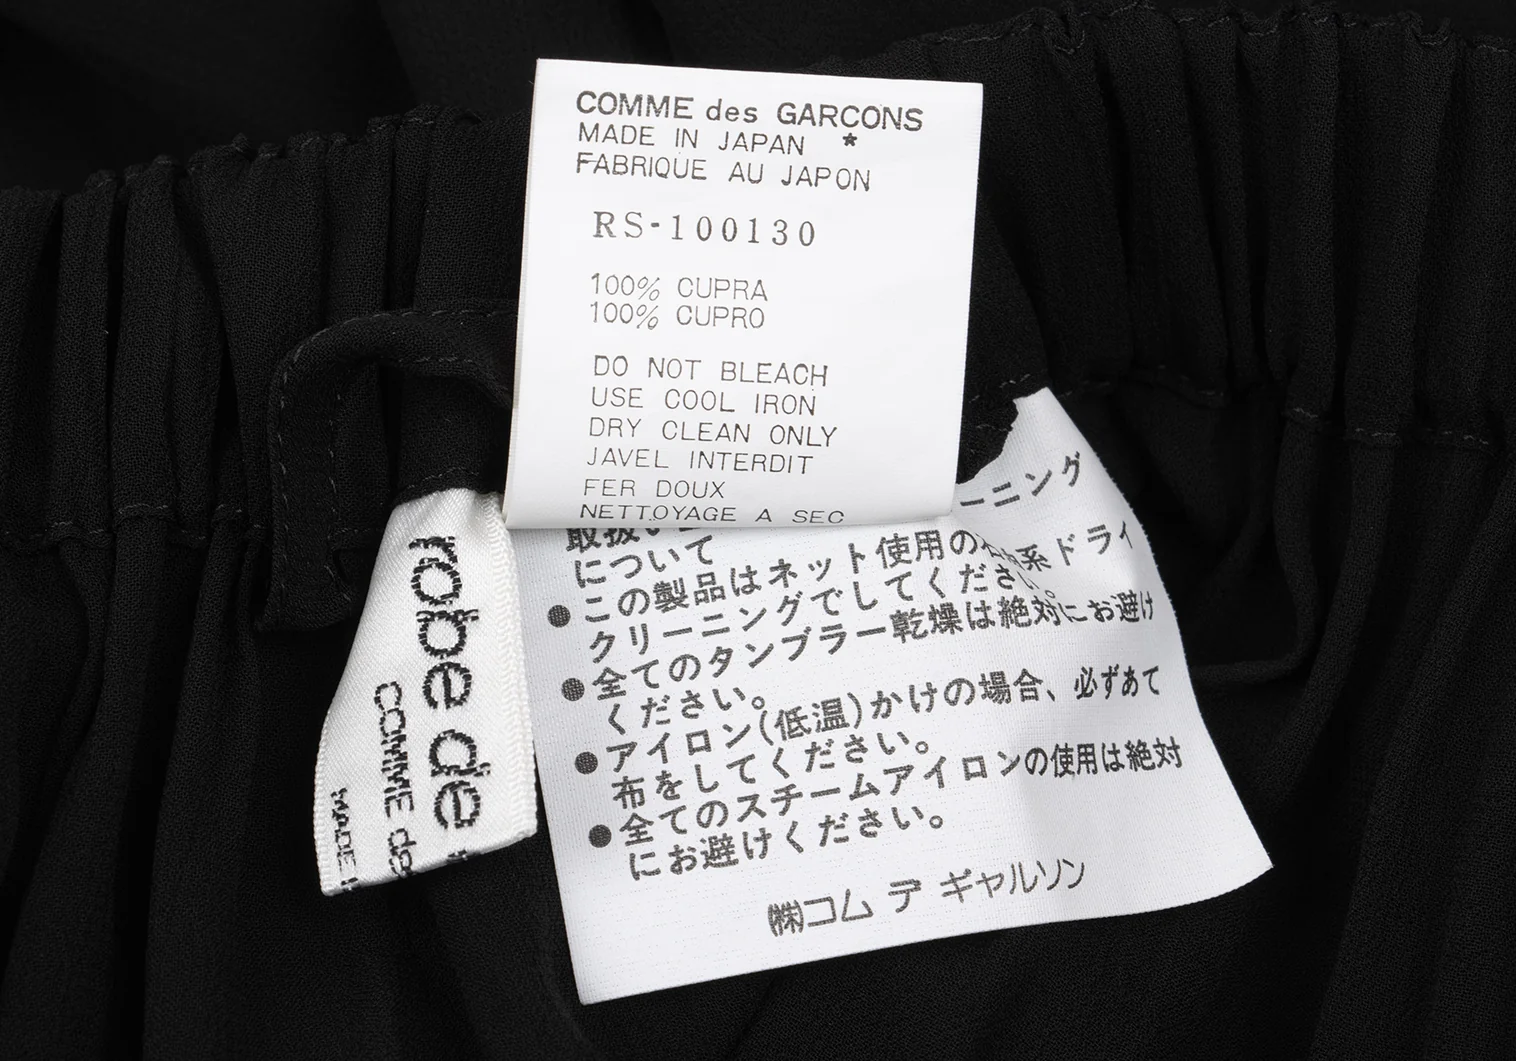 COMME des GARCONS
MADE IN JAPAN *
FABRIQUE AU JAPON
RS-100130
100% CUPRA
100% CUPRO
DO NOT BLEACH
USE COOL IRON
DRY CLEAN ONLY
JAVEL INTERDIT
FER DOUX
NETTOYAGE A SEC
robe de
COMME de
MADE I
ーニング
取扱い
について
●この製品はネット使用の 系ドライ
クリーニングでしてください。
●全てのタンブラー乾燥は絶対にお避け
ください。
●アイロン(低温)かけの場合、必ずあて
布をしてください。
●全てのスチームアイロンの使用は絶対
にお避けください。
㈱コム デ ギャルソン